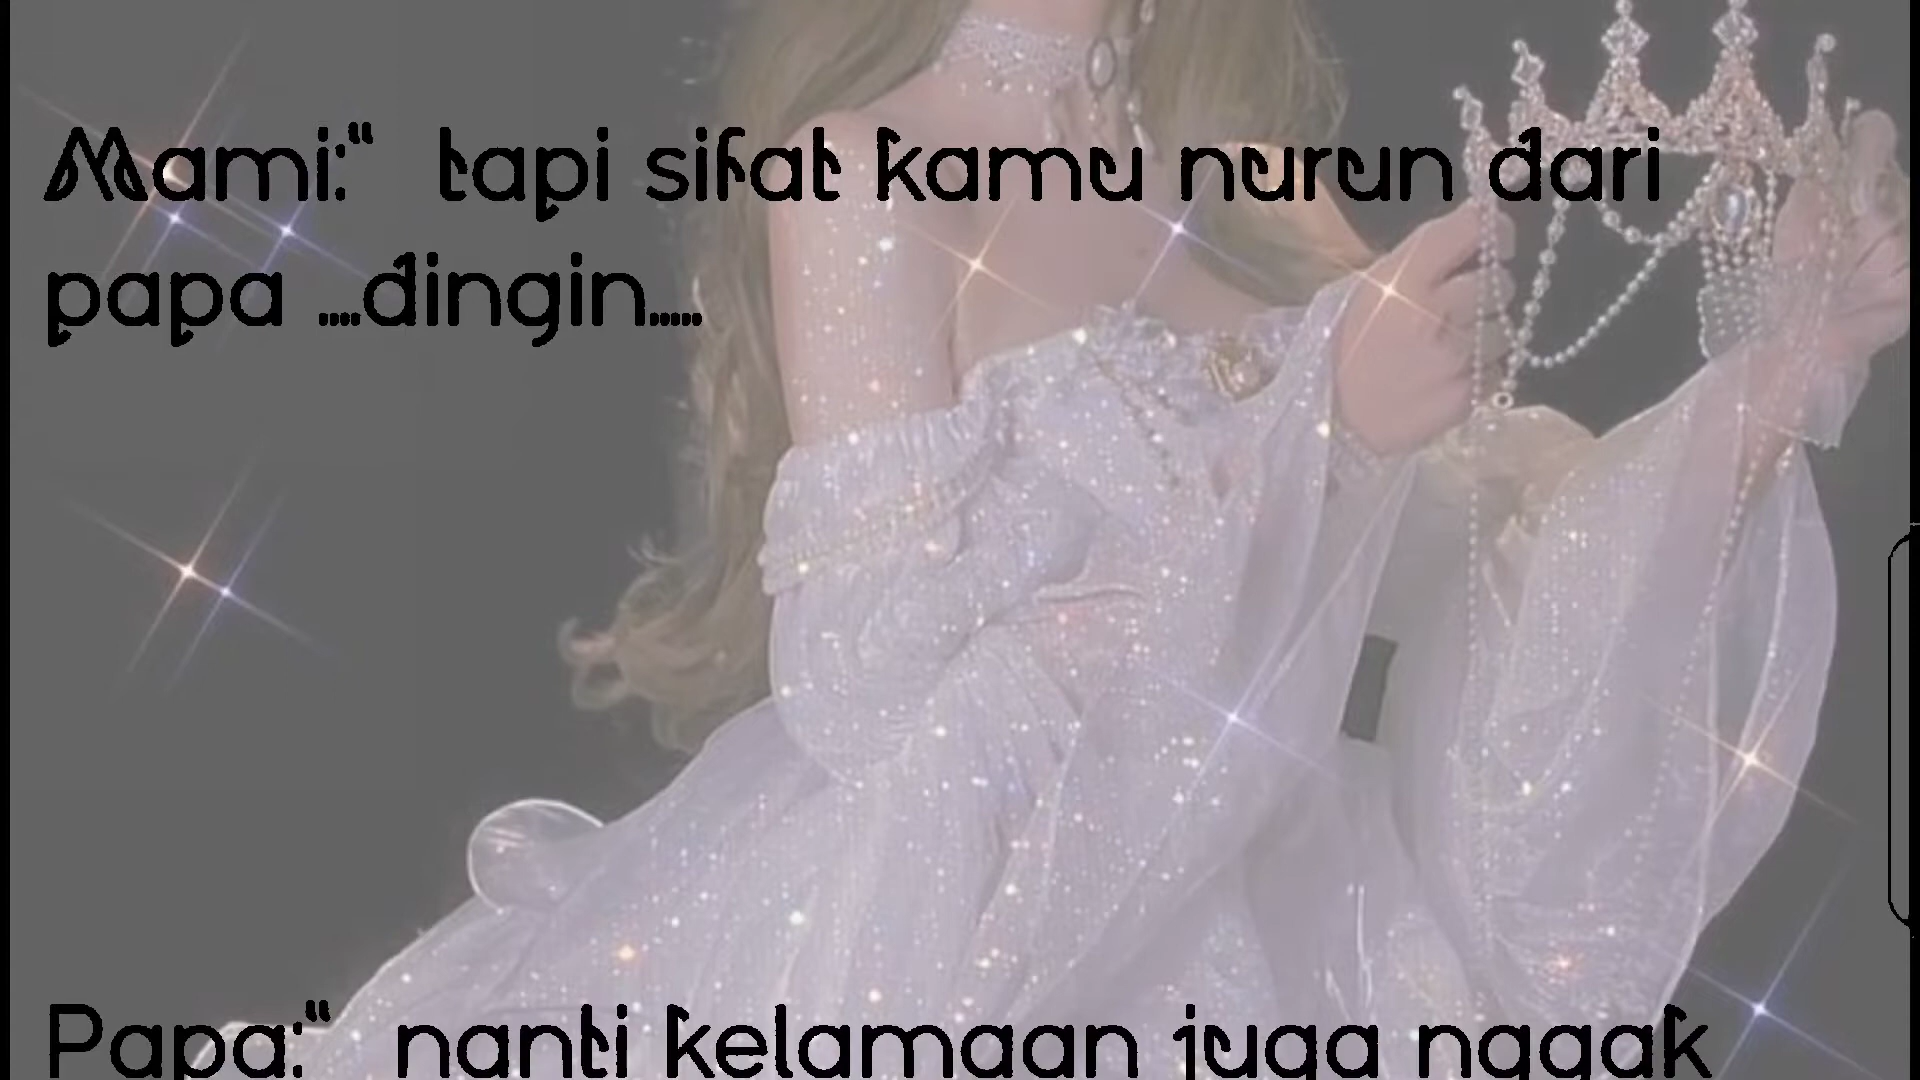 Mami:“ tapi sifat kamu nurun dari
papa ....dingin.....
Papa:“ nanti kelamaan juga nggak